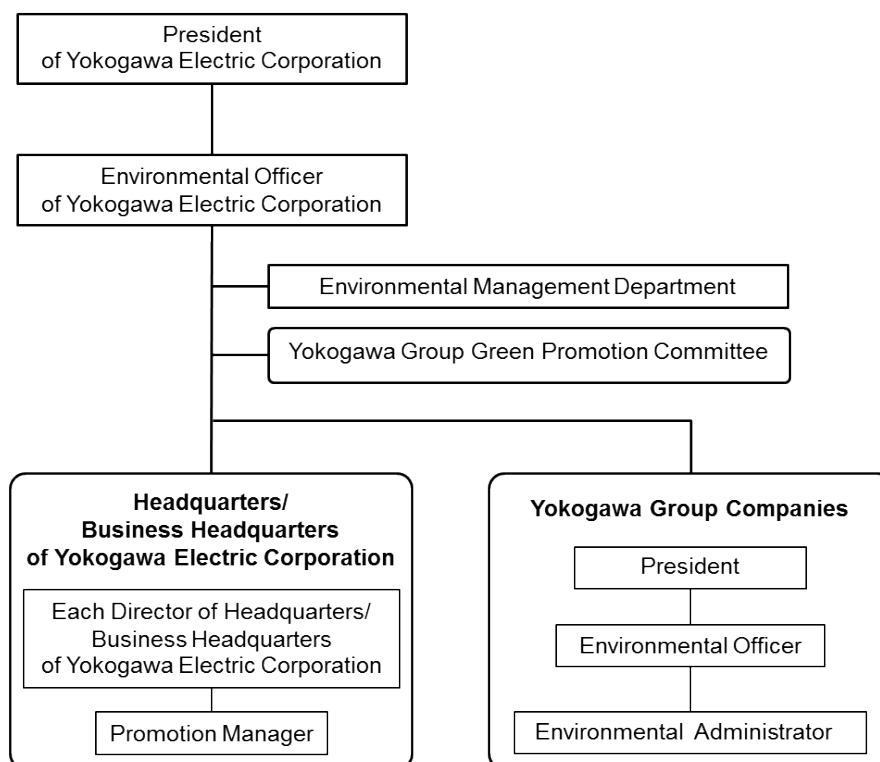 President
of Yokogawa Electric Corporation
Environmental Officer
of Yokogawa Electric Corporation
Environmental Management Department
Yokogawa Group Green Promotion Committee
Headquarters/
Business Headquarters
of Yokogawa Electric Corporation
Each Director of Headquarters/
Business Headquarters
of Yokogawa Electric Corporation
Promotion Manager
Yokogawa Group Companies
President
Environmental Officer
Environmental Administrator